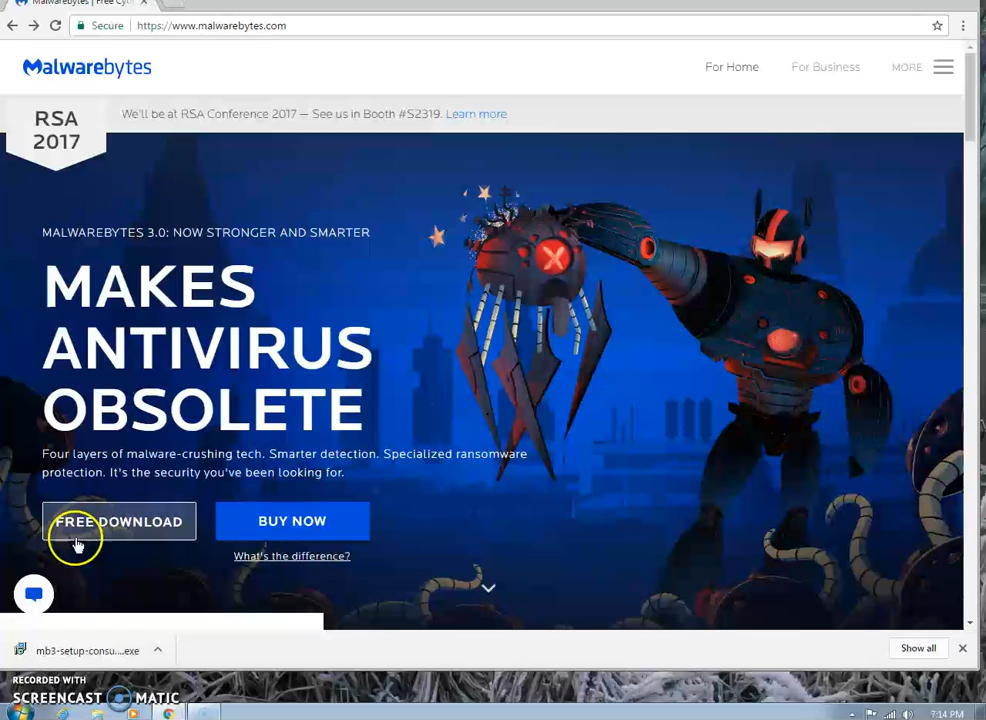 Malwarebytes | Free Cyb
Secure https://www.malwarebytes.com
Malwarebytes
For Home For Business MORE
RSA
2017
We'll be at RSA Conference 2017 — See us in Booth #S2319. Learn more
MALWAREBYTES 3.0: NOW STRONGER AND SMARTER
MAKES
ANTIVIRUS
OBSOLETE
Four layers of malware-crushing tech. Smarter detection. Specialized ransomware
protection. It's the security you've been looking for.
FREE DOWNLOAD BUY NOW
What's the difference?
mb3-setup-consu....exe Show all
RECORDED WITH
SCREENCAST MATIC
7:14 PM